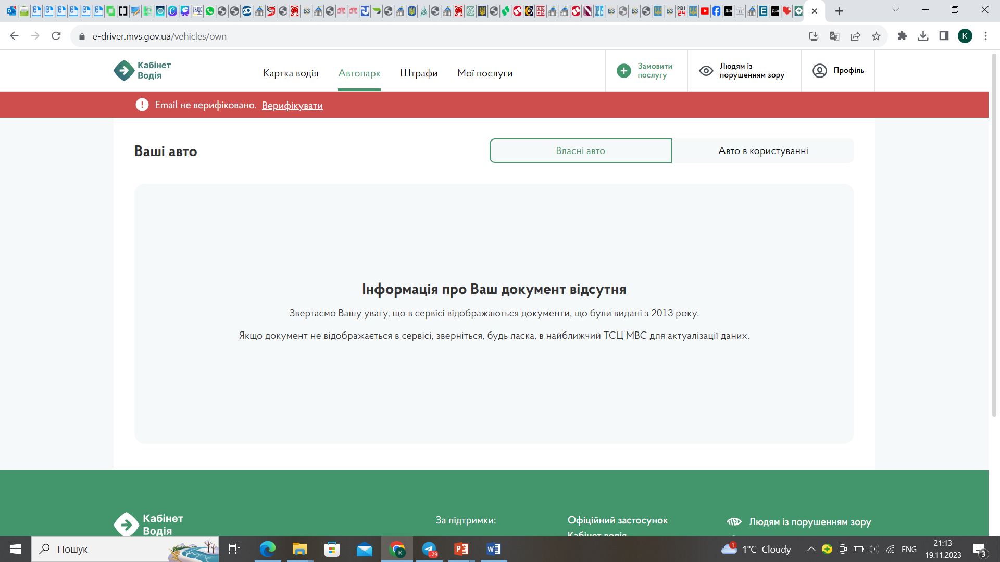 e-driver.mvs.gov.ua/vehicles/own
K
Кабінет
Водія
Картка водія
Автопарк
Штрафи
Мої послуги
Замовити
послугу
Людям із
порушенням зору
Профіль
Email не верифіковано. Верифікувати
Ваші авто
Власні авто
Авто в користуванні
Інформація про Ваш документ відсутня
Звертаємо Вашу увагу, що в сервісі відображаються документи, що були видані з 2013 року.
Якщо документ не відображається в сервісі, зверніться, будь ласка, в найближчий ТСЦ МВС для актуалізації даних.
Кабінет
Водія
За підтримки:
Офіційний застосунок
Кабінет водія
Людям із порушенням зору
Пошук
1°C Cloudy
ENG
21:13
19.11.2023
3